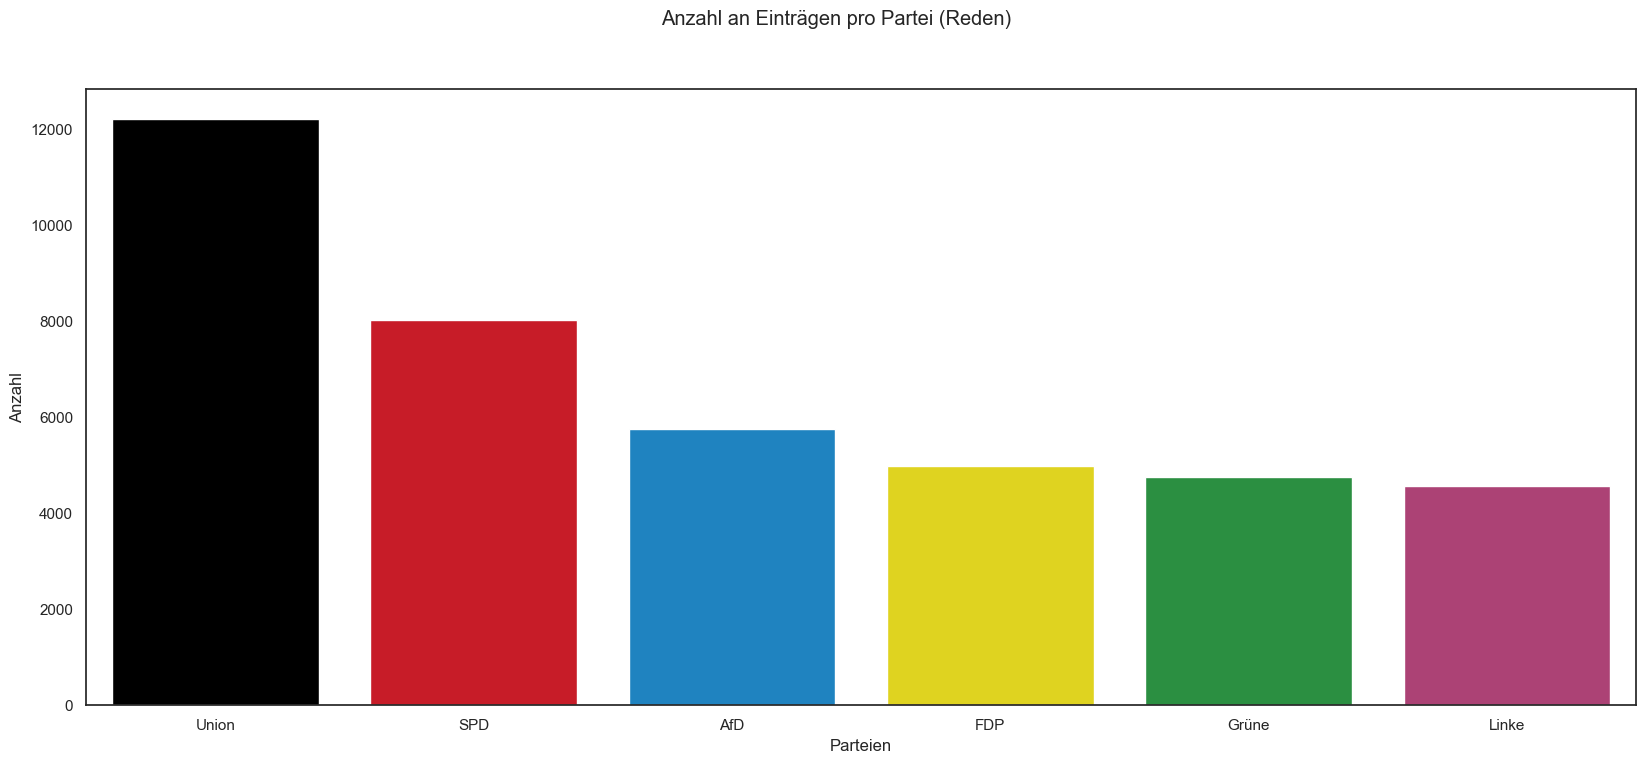 Anzahl an Einträgen pro Partei (Reden)
12000
10000
8000
6000
4000
2000
0
Anzahl
Union SPD AfD FDP Grüne Linke
Parteien